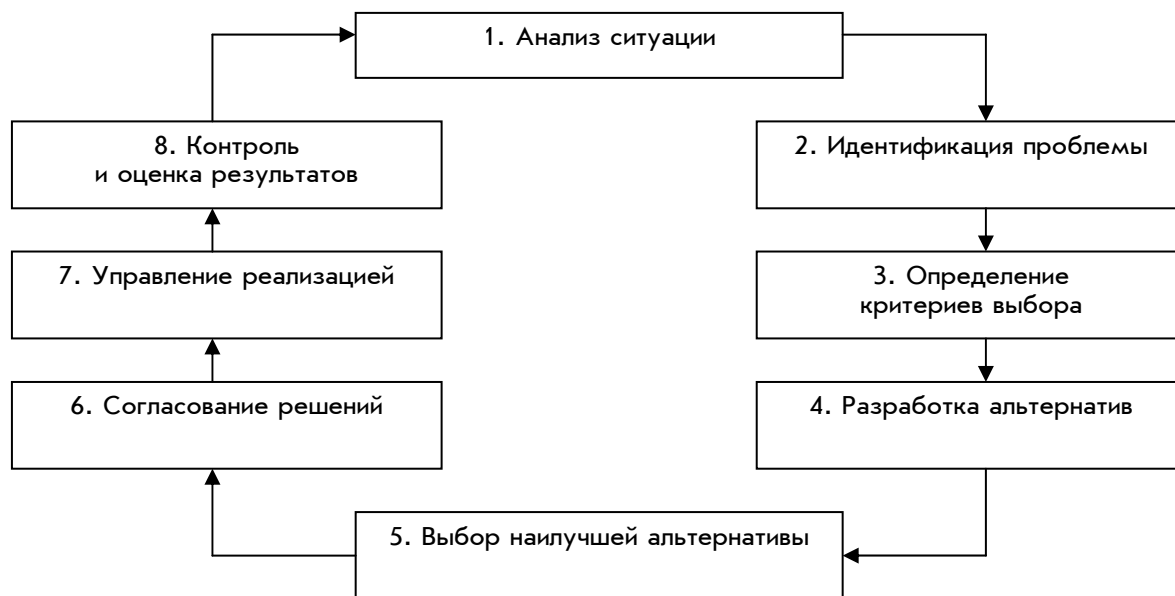 1. Анализ ситуации
2. Идентификация проблемы
3. Определение
критериев выбора
4. Разработка альтернатив
5. Выбор наилучшей альтернативы
6. Согласование решений
7. Управление реализацией
8. Контроль
и оценка результатов